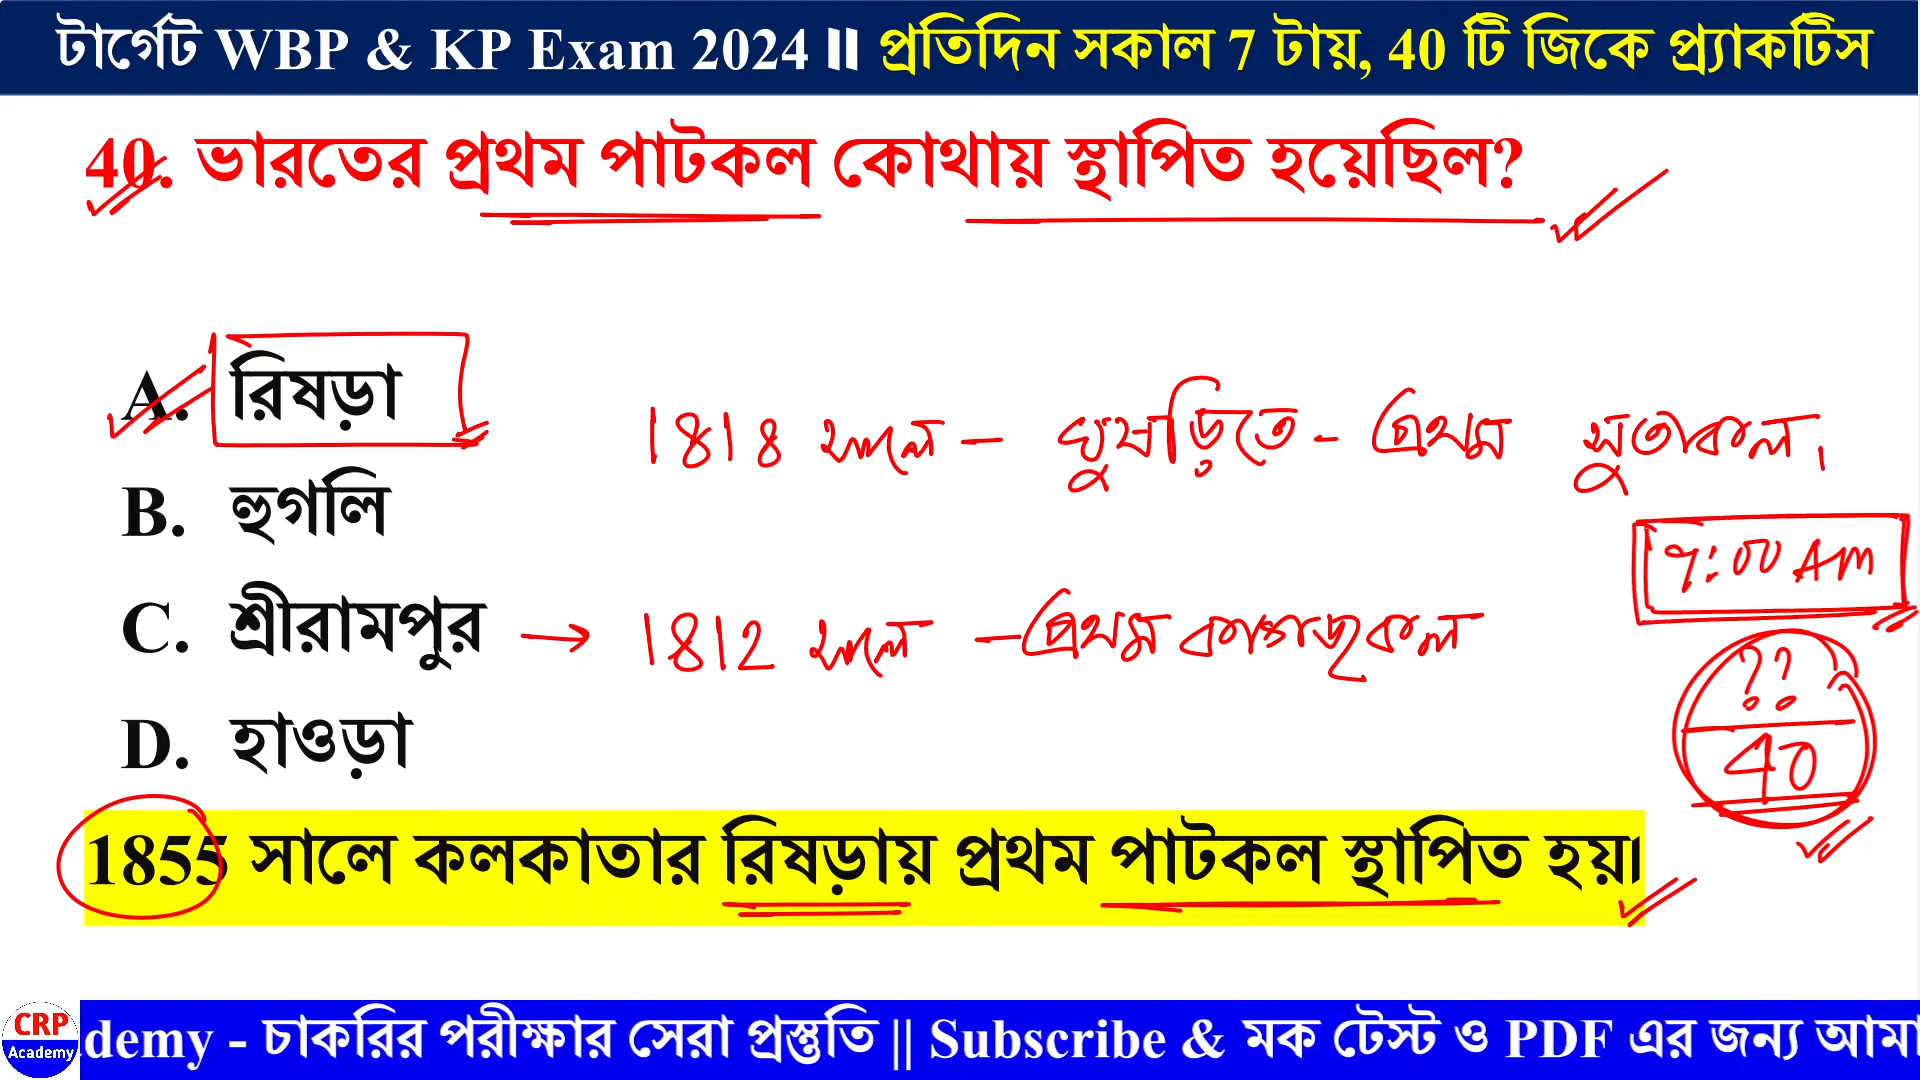 টার্গেট WBP & KP Exam 2024 ॥ প্রতিদিন সকাল 7 টায়, 40 টি জিকে প্র্যাকটিস
40. ভারতের প্রথম পাটকল কোথায় স্থাপিত হয়েছিল?
A. রিষড়া
1818 সালে - ঘুষড়িতে - প্রথম সুতাকল।
B. হুগলি
7:00 AM
C. শ্রীরামপুর → 1812 সালে - প্রথম কাগজকল
??
40
D. হাওড়া
1855 সালে কলকাতার রিষড়ায় প্রথম পাটকল স্থাপিত হয়।
CRP
Academy
demy - চাকরির পরীক্ষার সেরা প্রস্তুতি || Subscribe & মক টেস্ট ও PDF এর জন্য আমা